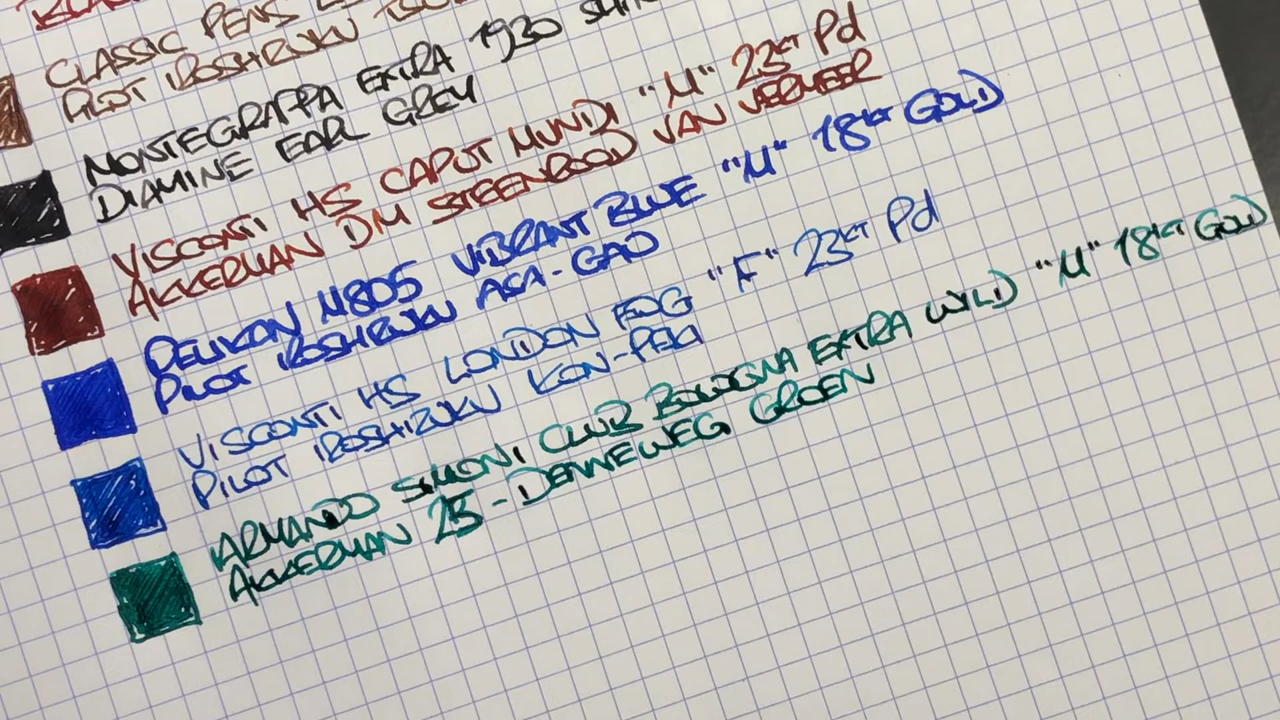 CLASSIC PENS
PILOT IROSHIZUKU
MONTEGRAPPA EXTRA 1930
DIAMINE EARL GREY
VISCONTI HS CAPUT MUNDI "M" 23KT Pd
AKKERMAN DM STEENROOD VAN VERMEER
PELIKAN M805 VIBRANT BLUE "M" 18KT GOLD
PILOT IROSHIZUKU ASA-GAO
VISCONTI HS LONDON FOG "F" 23KT Pd
PILOT IROSHIZUKU KON-PEKI
ARMANDO SIMONI CLUB BOLOGNA EXTRA WILD "M" 18KT GOLD
AKKERMAN 25-DENNEWEG GROEN